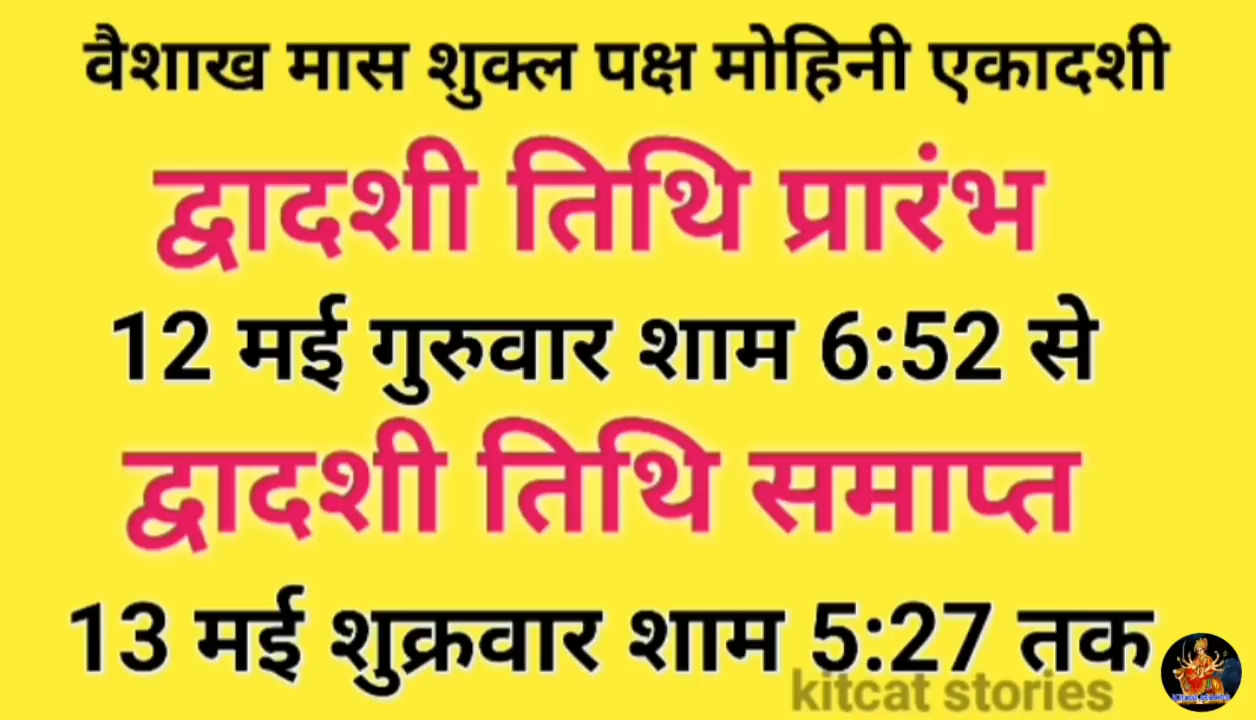 वैशाख मास शुक्ल पक्ष मोहिनी एकादशी
द्वादशी तिथि प्रारंभ
12 मई गुरुवार शाम 6:52 से
द्वादशी तिथि समाप्त
13 मई शुक्रवार शाम 5:27 तक
kitcat stories